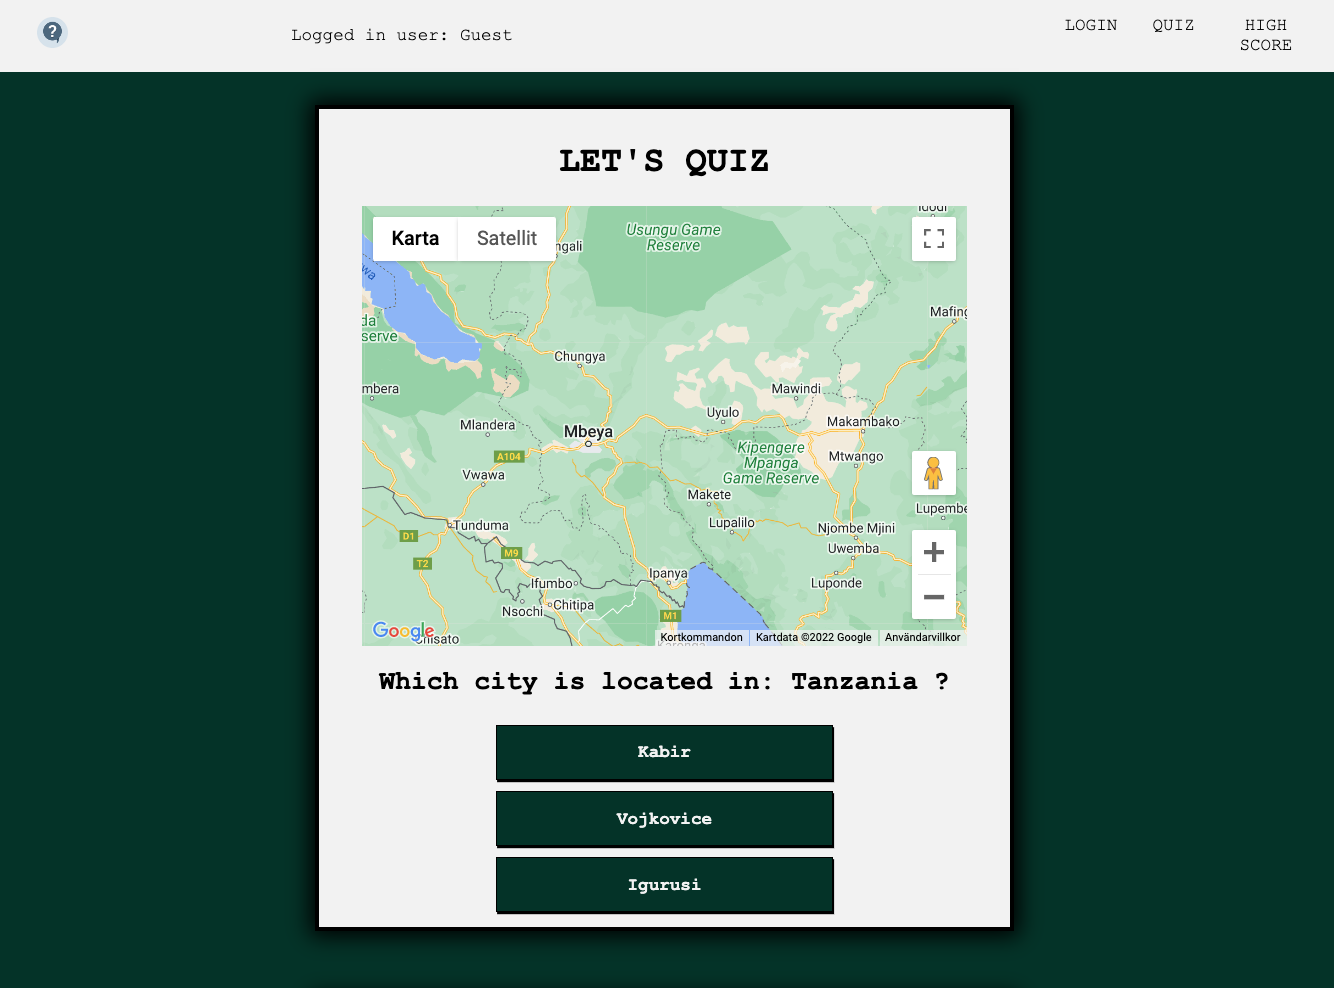 ?
Logged in user: Guest
LOGIN
QUIZ
HIGH
SCORE
LET'S QUIZ
Karta
Satellit
ngali
Usungu Game
Reserve
wa
da
serve
Mafing
Chungya
mbera
Mawindi
Uyulo
Makambako
Mlandera
Mbeya
A104
Kipengere
Mpanga
Game Reserve
Mtwango
Vwawa
Makete
Lupembe
Tunduma
Lupalilo
Njombe Mjini
D1
M9
Uwemba
T2
Ifumbo
Ipanya
Luponde
Nsochi
Chitipa
M1
Google
Kortkommandon
Kartdata ©2022 Google
Användarvillkor
Which city is located in: Tanzania ?
Kabir
Vojkovice
Igurusi